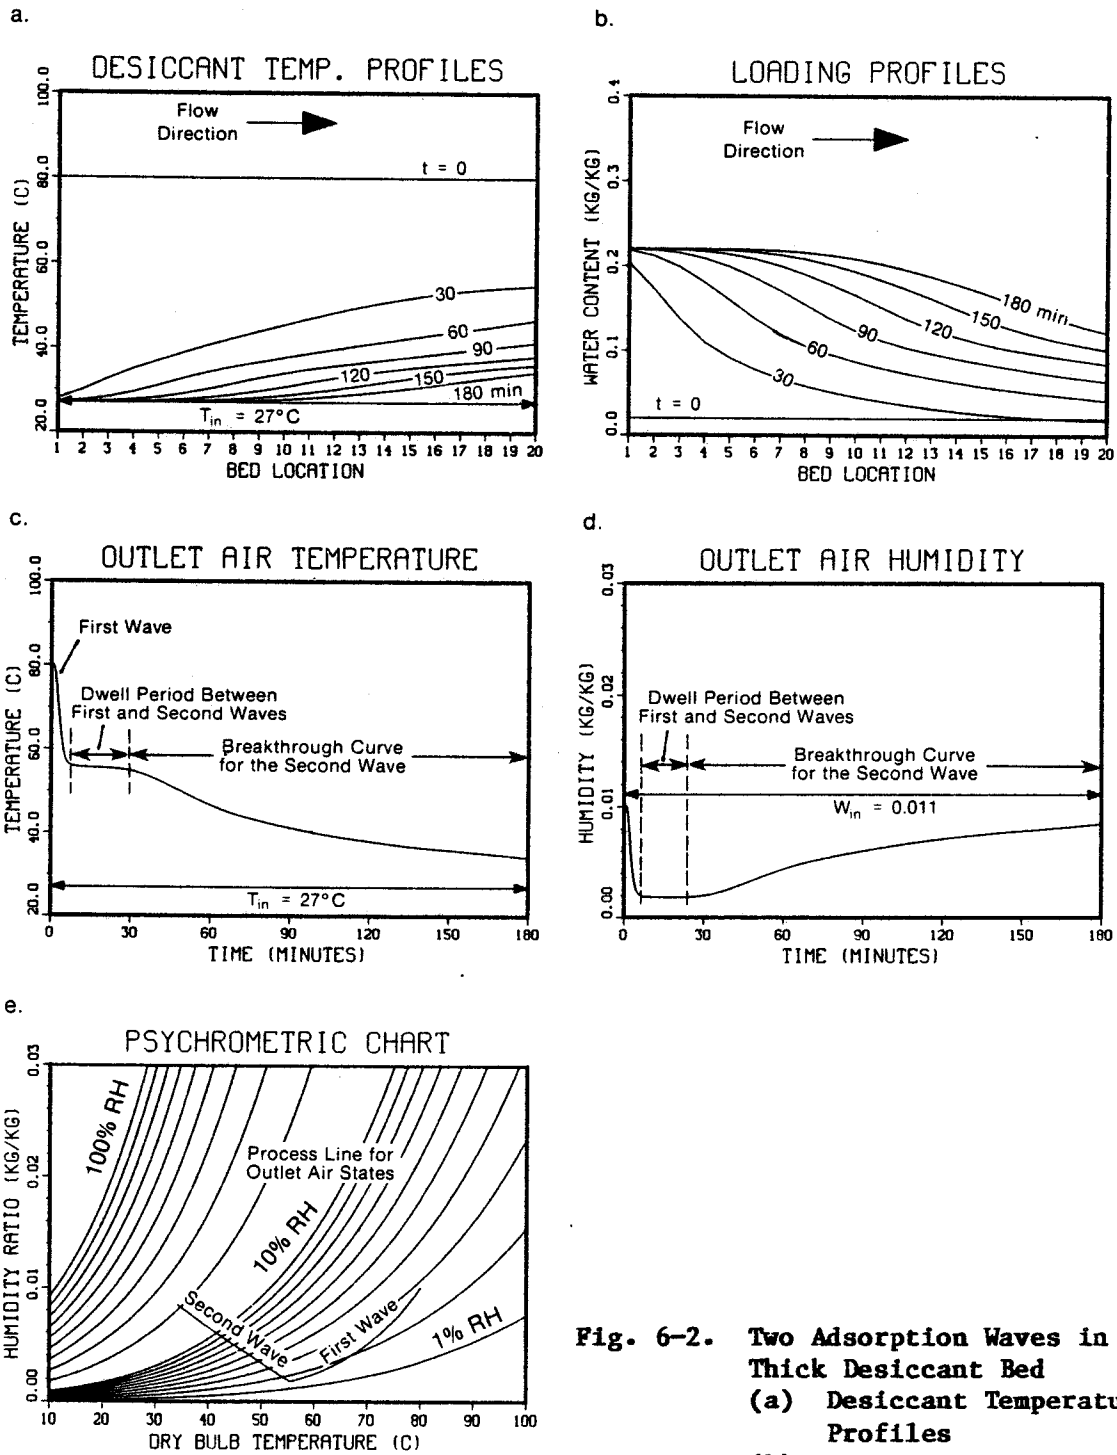 a.
DESICCANT TEMP. PROFILES
100.0
80.0
60.0
40.0
20.0
TEMPERATURE (C)
Flow
Direction
t = 0
30
60
90
120
150
180 min
T_in = 27°C
1 2 3 4 5 6 7 8 9 10 11 12 13 14 15 16 17 18 19 20
BED LOCATION
b.
LOADING PROFILES
0.4
0.3
0.2
0.1
0.0
WATER CONTENT (KG/KG)
Flow
Direction
180 min
150
120
90
60
30
t = 0
1 2 3 4 5 6 7 8 9 10 11 12 13 14 15 16 17 18 19 20
BED LOCATION
c.
OUTLET AIR TEMPERATURE
100.0
80.0
60.0
40.0
20.0
TEMPERATURE (C)
First Wave
Dwell Period Between
First and Second Waves
Breakthrough Curve
for the Second Wave
T_in = 27°C
0 30 60 90 120 150 180
TIME (MINUTES)
d.
OUTLET AIR HUMIDITY
0.03
0.02
0.01
0.00
HUMIDITY (KG/KG)
Dwell Period Between
First and Second Waves
Breakthrough Curve
for the Second Wave
W_in = 0.011
0 30 60 90 120 150 180
TIME (MINUTES)
e.
PSYCHROMETRIC CHART
0.03
0.02
0.01
0.00
HUMIDITY RATIO (KG/KG)
100% RH
Process Line for
Outlet Air States
10% RH
Second Wave
First Wave
1% RH
10 20 30 40 50 60 70 80 90 100
DRY BULB TEMPERATURE (C)
Fig. 6-2. Two Adsorption Waves in
Thick Desiccant Bed
(a) Desiccant Temperatu
Profiles